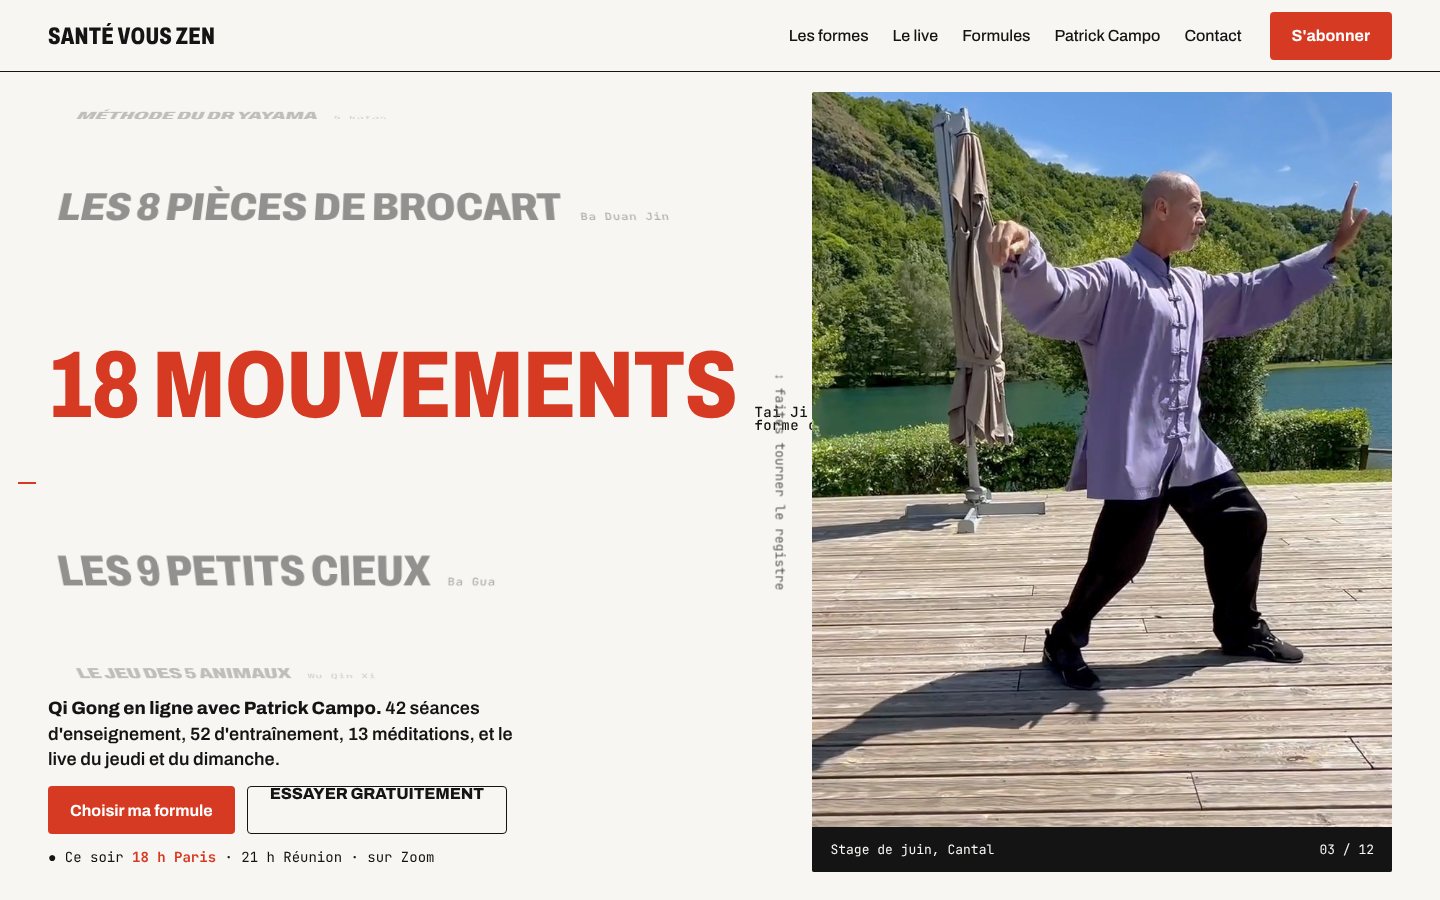 SANTÉ VOUS ZEN
Les formes
Le live
Formules
Patrick Campo
Contact
S'abonner
MÉTHODE DU DR YAYAMA
LES 8 PIÈCES DE BROCART
Ba Duan Jin
18 MOUVEMENTS
Tai Ji
forme
↕ faites tourner le registre
LES 9 PETITS CIEUX
Ba Gua
LE JEU DES 5 ANIMAUX
Wu Qin Xi
Qi Gong en ligne avec Patrick Campo. 42 séances
d'enseignement, 52 d'entraînement, 13 méditations, et le
live du jeudi et du dimanche.
Choisir ma formule
ESSAYER GRATUITEMENT
● Ce soir 18 h Paris · 21 h Réunion · sur Zoom
Stage de juin, Cantal
03 / 12